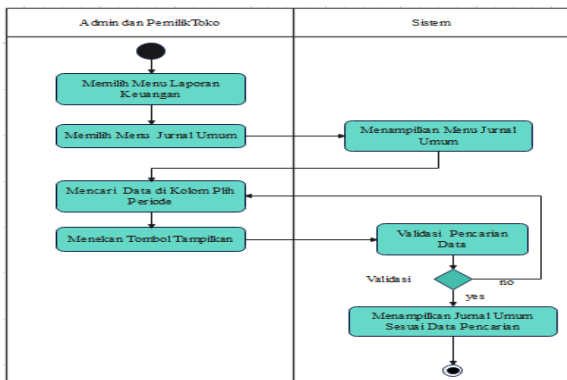 Admin dan PemilikToko
Sistem
Memilih Menu Laporan
Keuangan
Memilih Menu Jurnal Umum
Menampilkan Menu Jurnal
Umum
Mencari Data di Kolom Plih
Periode
Menekan Tombol Tampilkan
Validasi Pencarian
Data
Validasi
no
yes
Menampilkan Jurnal Umum
Sesuai Data Pencarian